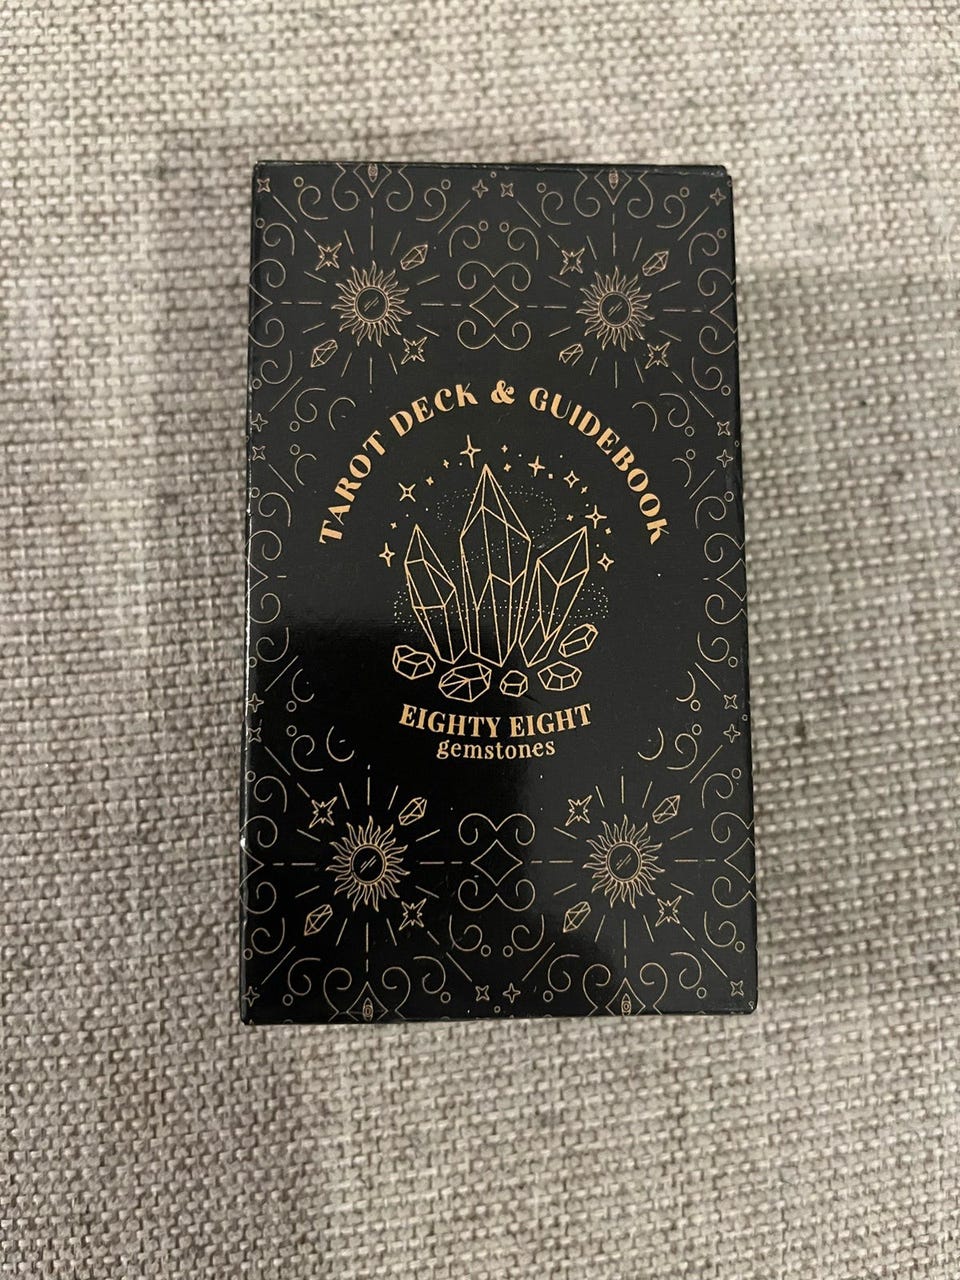 TAROT DECK & GUIDEBOOK
EIGHTY EIGHT
gemstones